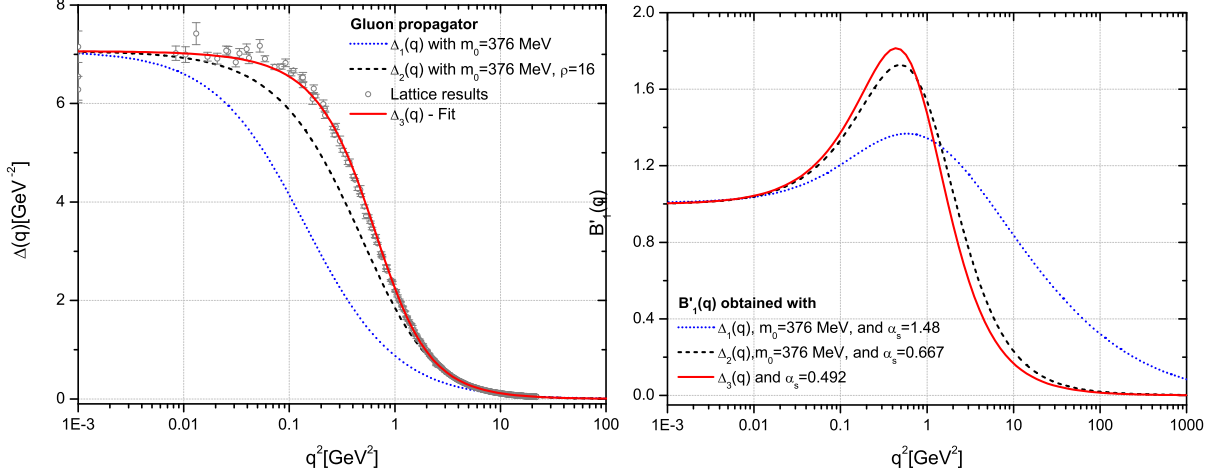 8
6
4
2
0
Δ(q)[GeV⁻²]
Gluon propagator
Δ₁(q) with m₀=376 MeV
Δ₂(q) with m₀=376 MeV, ρ=16
Lattice results
Δ₃(q) - Fit
1E-3
0.01
0.1
1
10
100
q²[GeV²]
2.0
1.6
1.2
0.8
0.4
0.0
B'₁(q)
B'₁(q) obtained with
Δ₁(q), m₀=376 MeV, and αₛ=1.48
Δ₂(q),m₀=376 MeV, and αₛ=0.667
Δ₃(q) and αₛ=0.492
1E-3
0.01
0.1
1
10
100
1000
q²[GeV²]